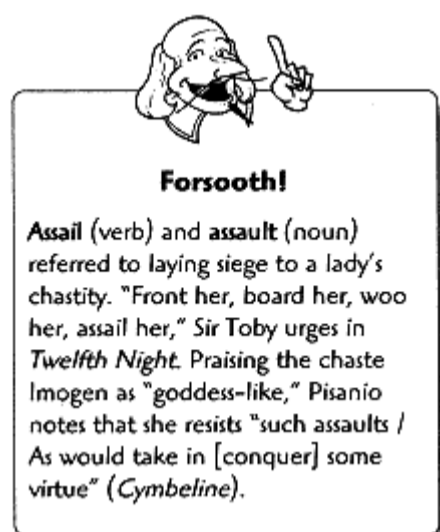 Forsooth!
Assail (verb) and assault (noun)
referred to laying siege to a lady's
chastity. "Front her, board her, woo
her, assail her," Sir Toby urges in
Twelfth Night. Praising the chaste
Imogen as "goddess-like," Pisanio
notes that she resists "such assaults /
As would take in [conquer] some
virtue" (Cymbeline).